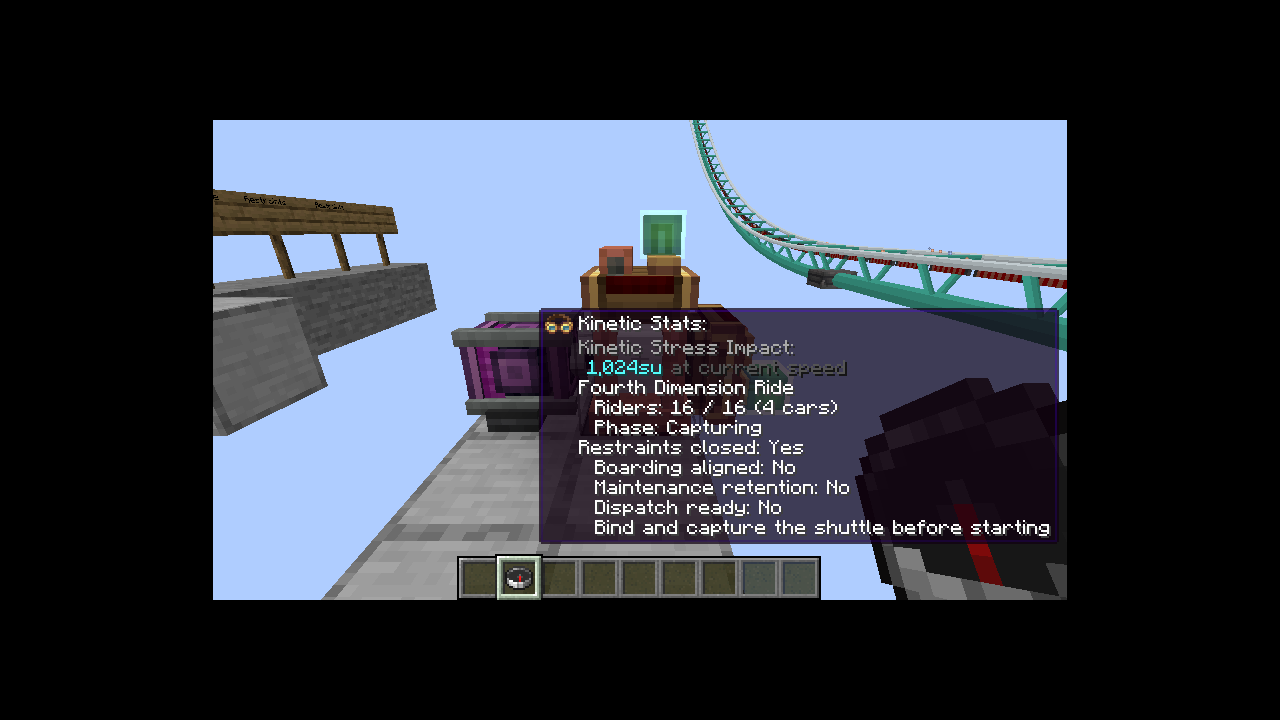 Restraints
Restraint
Kinetic Stats:
Kinetic Stress Impact:
1,024su at current speed
Fourth Dimension Ride
Riders: 16 / 16 (4 cars)
Phase: Capturing
Restraints closed: Yes
Boarding aligned: No
Maintenance retention: No
Dispatch ready: No
Bind and capture the shuttle before starting